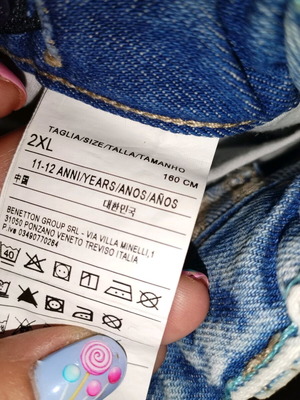 TAGLIA/SIZE/TALLA/TAMANHO
2XL
160 CM
11-12 ANNI/YEARS/ANOS/AÑOS
中国
대한민국
BENETTON GROUP SRL - VIA VILLA MINELLI,1
31050 PONZANO VENETO TREVISO ITALIA
P.iva 03490770264
40